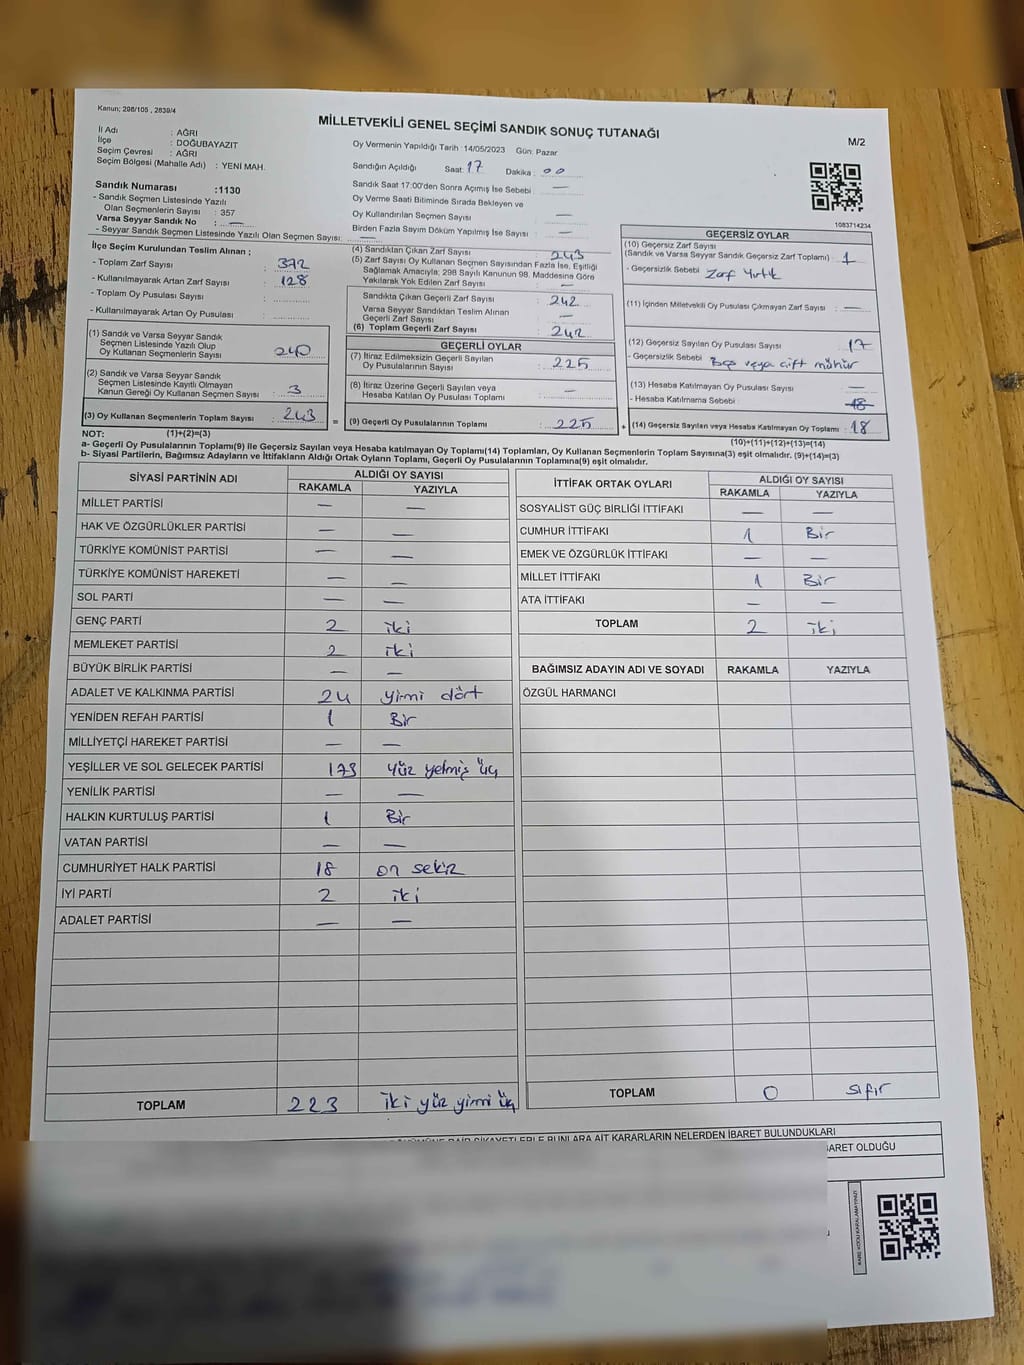 Kanun; 298/105 , 2839/4
MİLLETVEKİLİ GENEL SEÇİMİ SANDIK SONUÇ TUTANAĞI
M/2
İl Adı : AĞRI
İlçe : DOĞUBAYAZIT
Seçim Çevresi : AĞRI
Seçim Bölgesi (Mahalle Adı) : YENİ MAH.
Oy Vermenin Yapıldığı Tarih :14/05/2023 Gün: Pazar
Sandığın Açıldığı Saat: 17 Dakika : 00
Sandık Saat 17:00'den Sonra Açımış İse Sebebi : —
Oy Verme Saati Bitiminde Sırada Bekleyen ve
Oy Kullandırılan Seçmen Sayısı : —
Birden Fazla Sayım Döküm Yapılmış İse Sayısı : —
Sandık Numarası :1130
- Sandık Seçmen Listesinde Yazılı
Olan Seçmenlerin Sayısı : 357
Varsa Seyyar Sandık No : —
- Seyyar Sandık Seçmen Listesinde Yazılı Olan Seçmen Sayısı: —
1083714234
İlçe Seçim Kurulundan Teslim Alınan ;
- Toplam Zarf Sayısı : 372
- Kullanılmayarak Artan Zarf Sayısı : 128
- Toplam Oy Pusulası Sayısı :
- Kullanılmayarak Artan Oy Pusulası :
(1) Sandık ve Varsa Seyyar Sandık
Seçmen Listesinde Yazılı Olup
Oy Kullanan Seçmenlerin Sayısı : 240
(2) Sandık ve Varsa Seyyar Sandık
Seçmen Listesinde Kayıtlı Olmayan
Kanun Gereği Oy Kullanan Seçmen Sayısı : 3
(3) Oy Kullanan Seçmenlerin Toplam Sayısı : 243
(4) Sandıktan Çıkan Zarf Sayısı : 243
(5) Zarf Sayısı Oy Kullanan Seçmen Sayısından Fazla İse, Eşitliği
Sağlamak Amacıyla; 298 Sayılı Kanunun 98. Maddesine Göre
Yakılarak Yok Edilen Zarf Sayısı : —
Sandıkta Çıkan Geçerli Zarf Sayısı : 242
Varsa Seyyar Sandıktan Teslim Alınan
Geçerli Zarf Sayısı : —
(6) Toplam Geçerli Zarf Sayısı : 242
GEÇERLİ OYLAR
(7) İtiraz Edilmeksizin Geçerli Sayılan
Oy Pusulalarının Sayısı : 225
(8) İtiraz Üzerine Geçerli Sayılan veya
Hesaba Katılan Oy Pusulası Toplamı : —
= (9) Geçerli Oy Pusulalarının Toplamı : 225
GEÇERSİZ OYLAR
(10) Geçersiz Zarf Sayısı
(Sandık ve Varsa Seyyar Sandık Geçersiz Zarf Toplamı) : 1
- Geçersizlik Sebebi : Zarf Yırtık
(11) İçinden Milletvekili Oy Pusulası Çıkmayan Zarf Sayısı : —
(12) Geçersiz Sayılan Oy Pusulası Sayısı : 17
- Geçersizlik Sebebi : Boş veya çift mühür
(13) Hesaba Katılmayan Oy Pusulası Sayısı : —
- Hesaba Katılmama Sebebi : 18
+ (14) Geçersiz Sayılan veya Hesaba Katılmayan Oy Toplamı : 18
NOT: (1)+(2)=(3)
(10)+(11)+(12)+(13)=(14)
a- Geçerli Oy Pusulalarının Toplamı(9) ile Geçersiz Sayılan veya Hesaba katılmayan Oy Toplamı(14) Toplamları, Oy Kullanan Seçmenlerin Toplam Sayısına(3) eşit olmalıdır. (9)+(14)=(3)
b- Siyasi Partilerin, Bağımsız Adayların ve İttifakların Aldığı Ortak Oyların Toplamı, Geçerli Oy Pusulalarının Toplamına(9) eşit olmalıdır.
SİYASİ PARTİNİN ADI ALDIĞI OY SAYISI
RAKAMLA YAZIYLA
MİLLET PARTİSİ — —
HAK VE ÖZGÜRLÜKLER PARTİSİ — —
TÜRKİYE KOMÜNİST PARTİSİ — —
TÜRKİYE KOMÜNİST HAREKETİ — —
SOL PARTİ — —
GENÇ PARTİ 2 iki
MEMLEKET PARTİSİ 2 iki
BÜYÜK BİRLİK PARTİSİ — —
ADALET VE KALKINMA PARTİSİ 24 yirmi dört
YENİDEN REFAH PARTİSİ 1 Bir
MİLLİYETÇİ HAREKET PARTİSİ — —
YEŞİLLER VE SOL GELECEK PARTİSİ 173 yüz yetmiş üç
YENİLİK PARTİSİ — —
HALKIN KURTULUŞ PARTİSİ 1 Bir
VATAN PARTİSİ — —
CUMHURİYET HALK PARTİSİ 18 on sekiz
İYİ PARTİ 2 iki
ADALET PARTİSİ — —
TOPLAM 223 iki yüz yirmi üç
İTTİFAK ORTAK OYLARI ALDIĞI OY SAYISI
RAKAMLA YAZIYLA
SOSYALİST GÜÇ BİRLİĞİ İTTİFAKI — —
CUMHUR İTTİFAKI 1 Bir
EMEK VE ÖZGÜRLÜK İTTİFAKI — —
MİLLET İTTİFAKI 1 Bir
ATA İTTİFAKI — —
TOPLAM 2 iki
BAĞIMSIZ ADAYIN ADI VE SOYADI RAKAMLA YAZIYLA
ÖZGÜL HARMANCI
TOPLAM 0 sıfır
ŞİKAYETLERLE BUNLARA AİT KARARLARIN NELERDEN İBARET BULUNDUKLARI
BARET OLDUĞU
KARE KODU KARALAMAYINIZ!